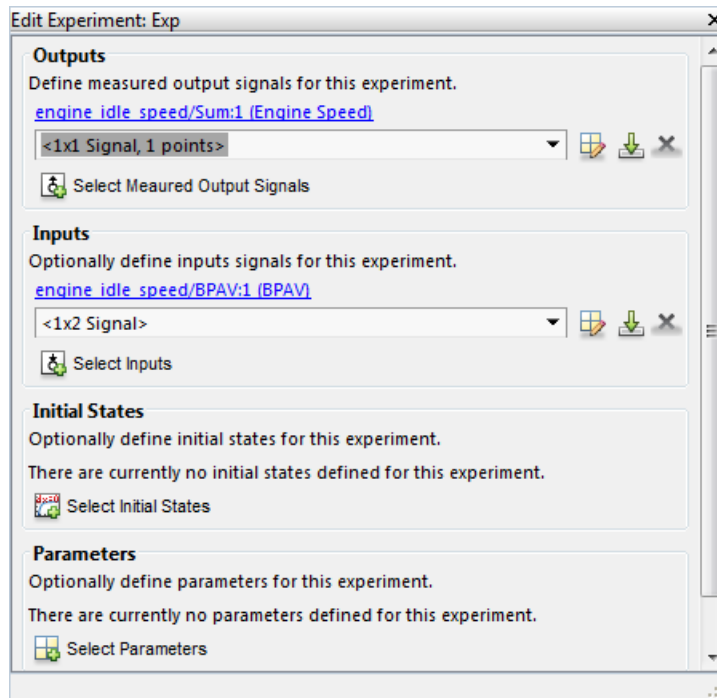 Edit Experiment: Exp
Outputs
Define measured output signals for this experiment.
engine_idle_speed/Sum:1 (Engine Speed)
<1x1 Signal, 1 points>
Select Meaured Output Signals
Inputs
Optionally define inputs signals for this experiment.
engine_idle_speed/BPAV:1 (BPAV)
<1x2 Signal>
Select Inputs
Initial States
Optionally define initial states for this experiment.
There are currently no initial states defined for this experiment.
Select Initial States
Parameters
Optionally define parameters for this experiment.
There are currently no parameters defined for this experiment.
Select Parameters